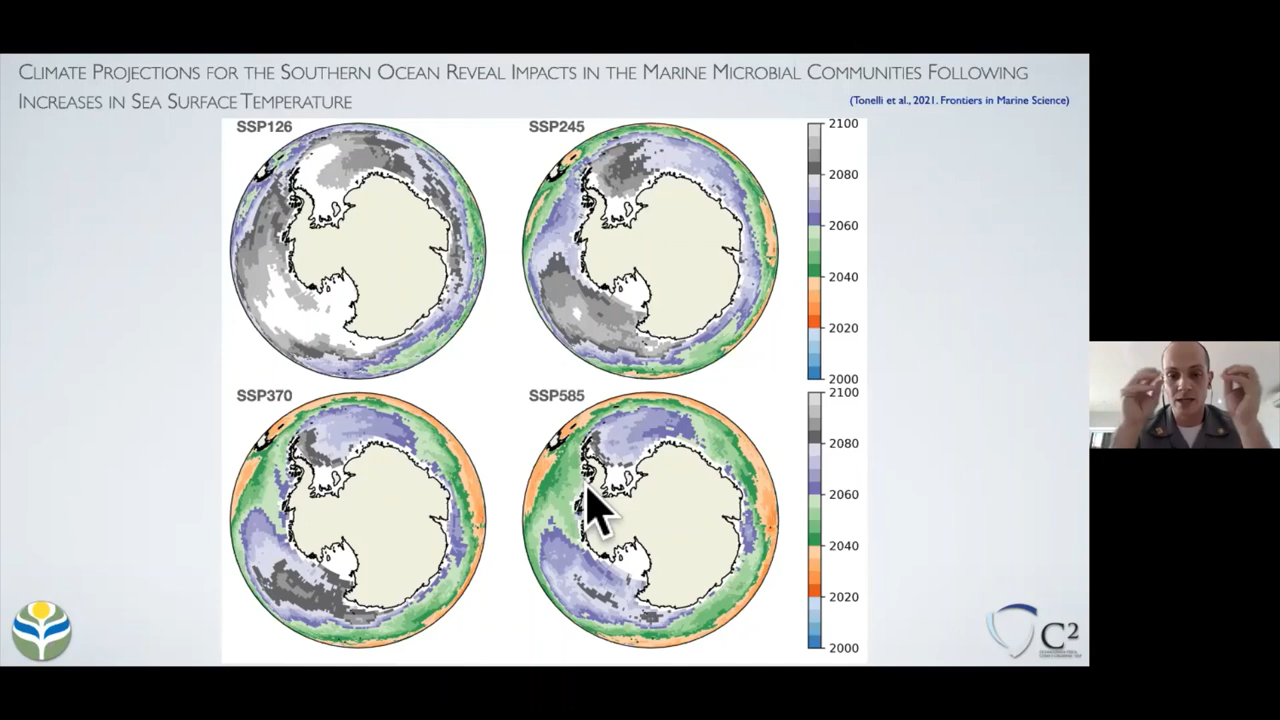 CLIMATE PROJECTIONS FOR THE SOUTHERN OCEAN REVEAL IMPACTS IN THE MARINE MICROBIAL COMMUNITIES FOLLOWING
INCREASES IN SEA SURFACE TEMPERATURE
(Tonelli et al., 2021. Frontiers in Marine Science)
SSP126
SSP245
2100
2080
2060
2040
2020
2000
SSP370
SSP585
2100
2080
2060
2040
2020
2000
C²